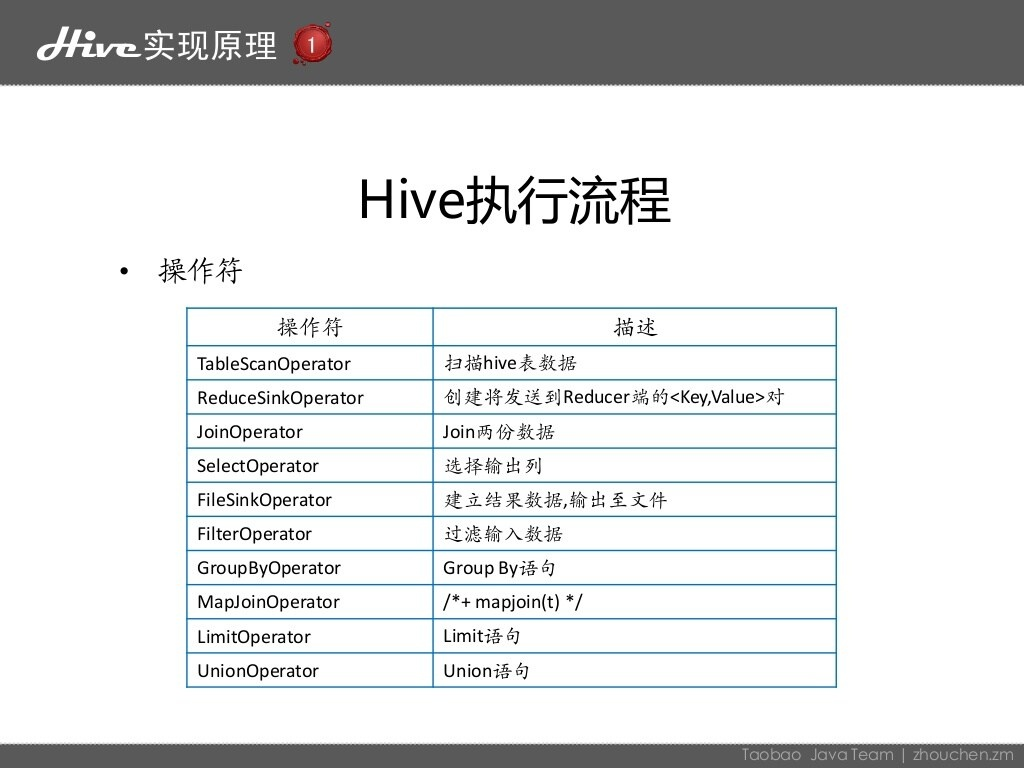 Hive实现原理 1
Hive执行流程
• 操作符
操作符 描述
TableScanOperator 扫描hive表数据
ReduceSinkOperator 创建将发送到Reducer端的<Key,Value>对
JoinOperator Join两份数据
SelectOperator 选择输出列
FileSinkOperator 建立结果数据,输出至文件
FilterOperator 过滤输入数据
GroupByOperator Group By语句
MapJoinOperator /*+ mapjoin(t) */
LimitOperator Limit语句
UnionOperator Union语句
Taobao Java Team | zhouchen.zm